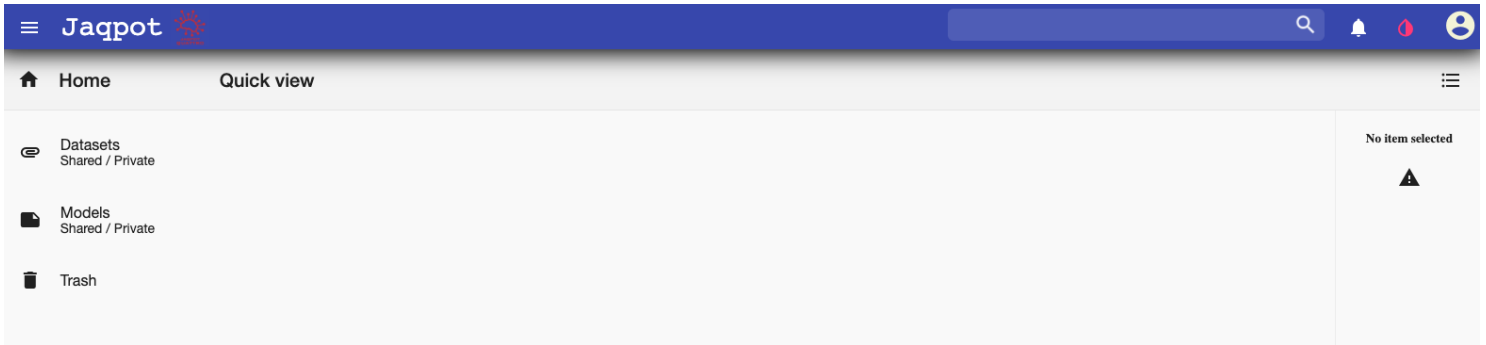 Jaqpot
Home
Quick view
Datasets
Shared / Private
Models
Shared / Private
Trash
No item selected